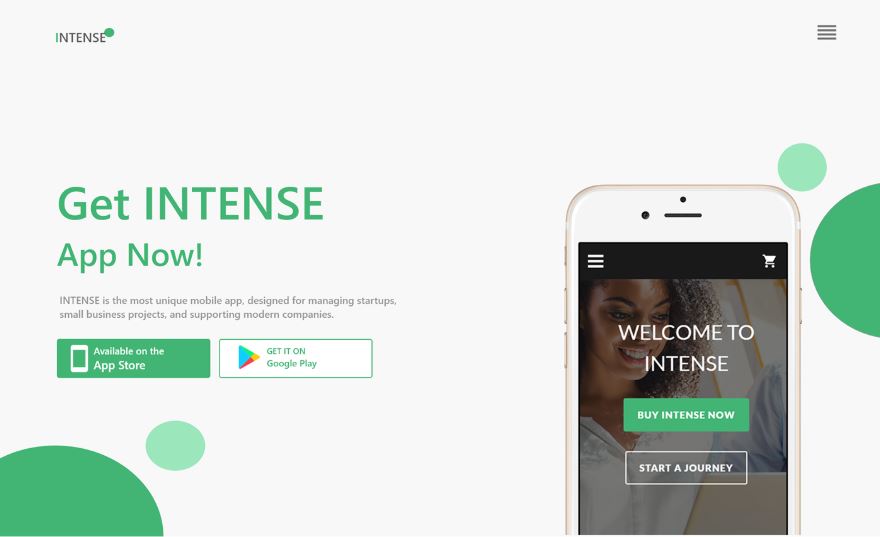 INTENSE
Get INTENSE
App Now!
INTENSE is the most unique mobile app, designed for managing startups,
small business projects, and supporting modern companies.
Available on the
App Store
GET IT ON
Google Play
WELCOME TO
INTENSE
BUY INTENSE NOW
START A JOURNEY